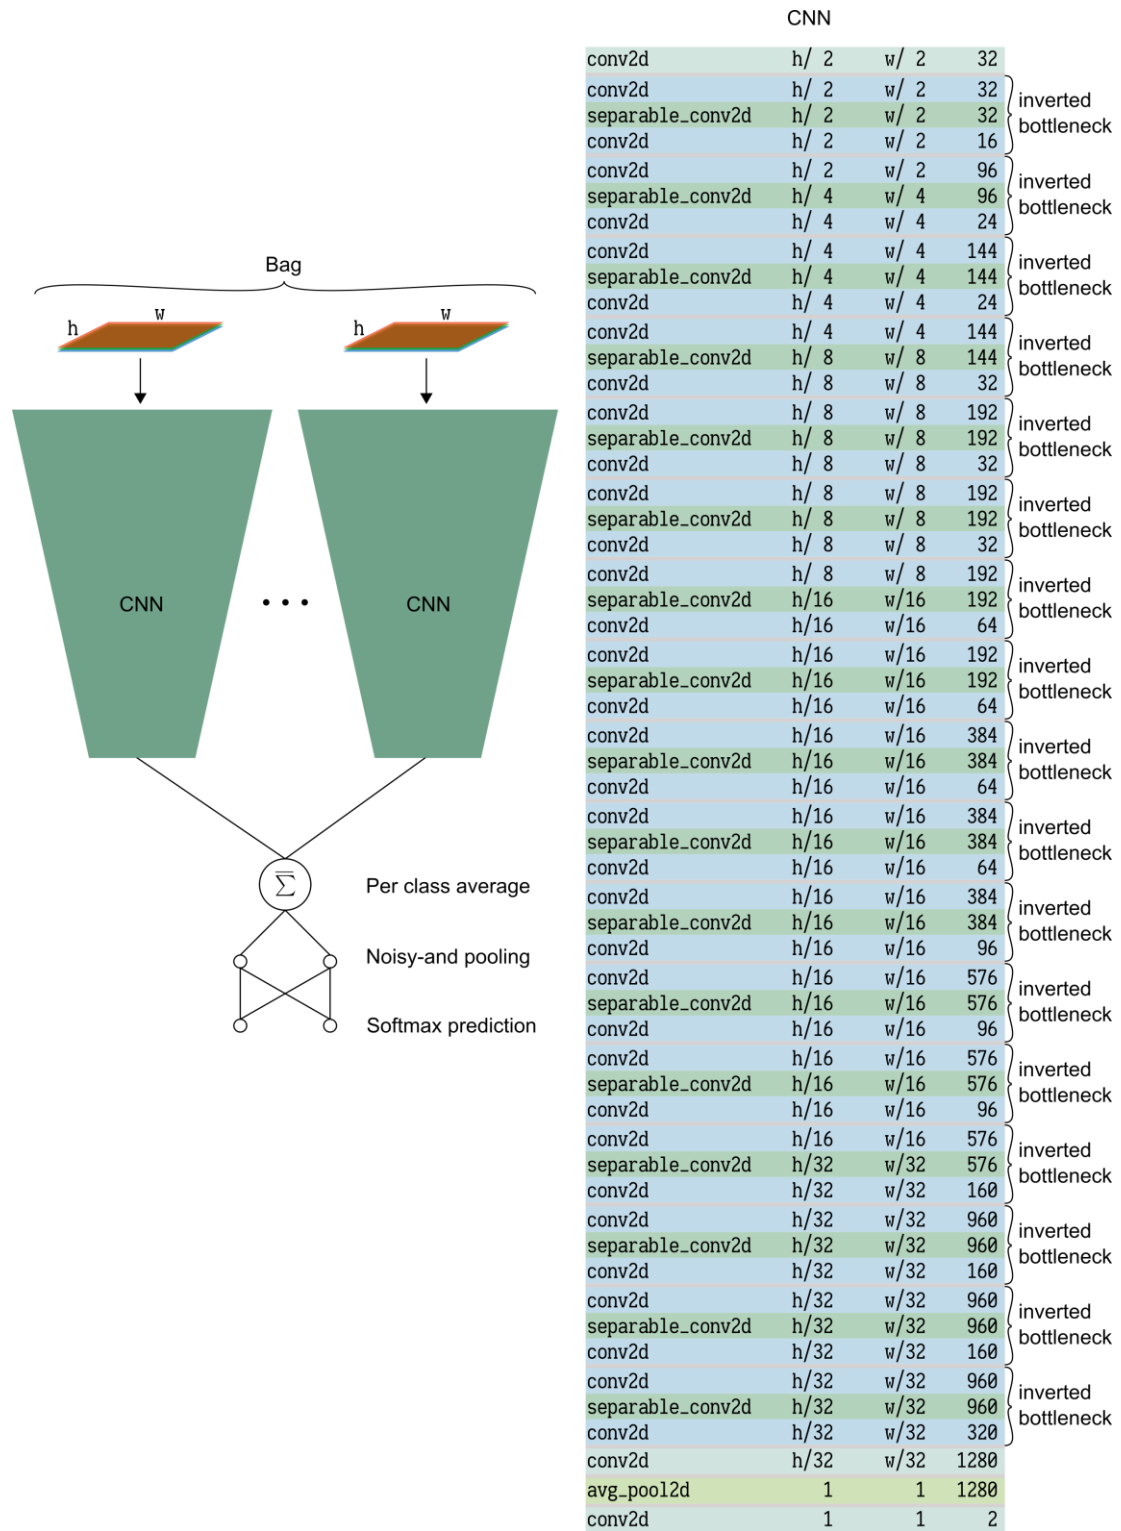 Bag
h
w
h
w
CNN
CNN
Σ
Per class average
Noisy-and pooling
Softmax prediction
CNN
conv2d h/ 2 w/ 2 32
conv2d h/ 2 w/ 2 32
separable_conv2d h/ 2 w/ 2 32
conv2d h/ 2 w/ 2 16
inverted
bottleneck
conv2d h/ 2 w/ 2 96
separable_conv2d h/ 4 w/ 4 96
conv2d h/ 4 w/ 4 24
inverted
bottleneck
conv2d h/ 4 w/ 4 144
separable_conv2d h/ 4 w/ 4 144
conv2d h/ 4 w/ 4 24
inverted
bottleneck
conv2d h/ 4 w/ 4 144
separable_conv2d h/ 8 w/ 8 144
conv2d h/ 8 w/ 8 32
inverted
bottleneck
conv2d h/ 8 w/ 8 192
separable_conv2d h/ 8 w/ 8 192
conv2d h/ 8 w/ 8 32
inverted
bottleneck
conv2d h/ 8 w/ 8 192
separable_conv2d h/ 8 w/ 8 192
conv2d h/ 8 w/ 8 32
inverted
bottleneck
conv2d h/ 8 w/ 8 192
separable_conv2d h/16 w/16 192
conv2d h/16 w/16 64
inverted
bottleneck
conv2d h/16 w/16 192
separable_conv2d h/16 w/16 192
conv2d h/16 w/16 64
inverted
bottleneck
conv2d h/16 w/16 384
separable_conv2d h/16 w/16 384
conv2d h/16 w/16 64
inverted
bottleneck
conv2d h/16 w/16 384
separable_conv2d h/16 w/16 384
conv2d h/16 w/16 64
inverted
bottleneck
conv2d h/16 w/16 384
separable_conv2d h/16 w/16 384
conv2d h/16 w/16 96
inverted
bottleneck
conv2d h/16 w/16 576
separable_conv2d h/16 w/16 576
conv2d h/16 w/16 96
inverted
bottleneck
conv2d h/16 w/16 576
separable_conv2d h/16 w/16 576
conv2d h/16 w/16 96
inverted
bottleneck
conv2d h/16 w/16 576
separable_conv2d h/32 w/32 576
conv2d h/32 w/32 160
inverted
bottleneck
conv2d h/32 w/32 960
separable_conv2d h/32 w/32 960
conv2d h/32 w/32 160
inverted
bottleneck
conv2d h/32 w/32 960
separable_conv2d h/32 w/32 960
conv2d h/32 w/32 160
inverted
bottleneck
conv2d h/32 w/32 960
separable_conv2d h/32 w/32 960
conv2d h/32 w/32 320
inverted
bottleneck
conv2d h/32 w/32 1280
avg_pool2d 1 1 1280
conv2d 1 1 2